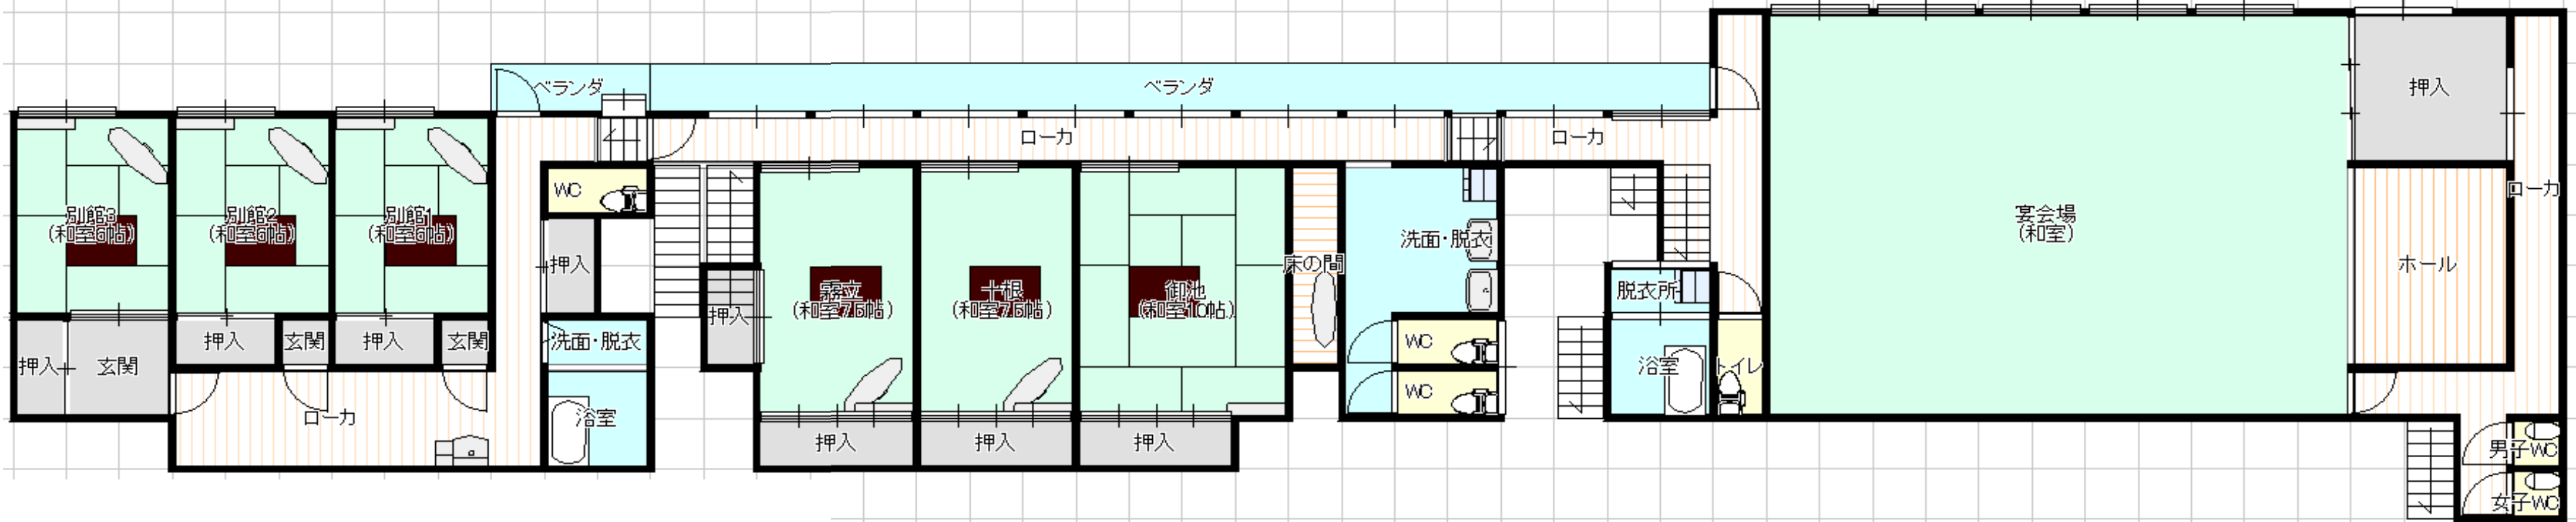 ベランダ
ベランダ
押入
ローカ
ローカ
ローカ
WC
別館3
(和室6帖)
別館2
(和室6帖)
別館1
(和室6帖)
宴会場
(和室)
洗面・脱衣
押入
床の間
ホール
霧立
(和室7.5帖)
十根
(和室7.5帖)
御池
(和室10帖)
脱衣所
押入
押入
玄関
押入
玄関
洗面・脱衣
WC
押入
玄関
浴室
トイレ
WC
ローカ
浴室
押入
押入
押入
男子WC
女子WC